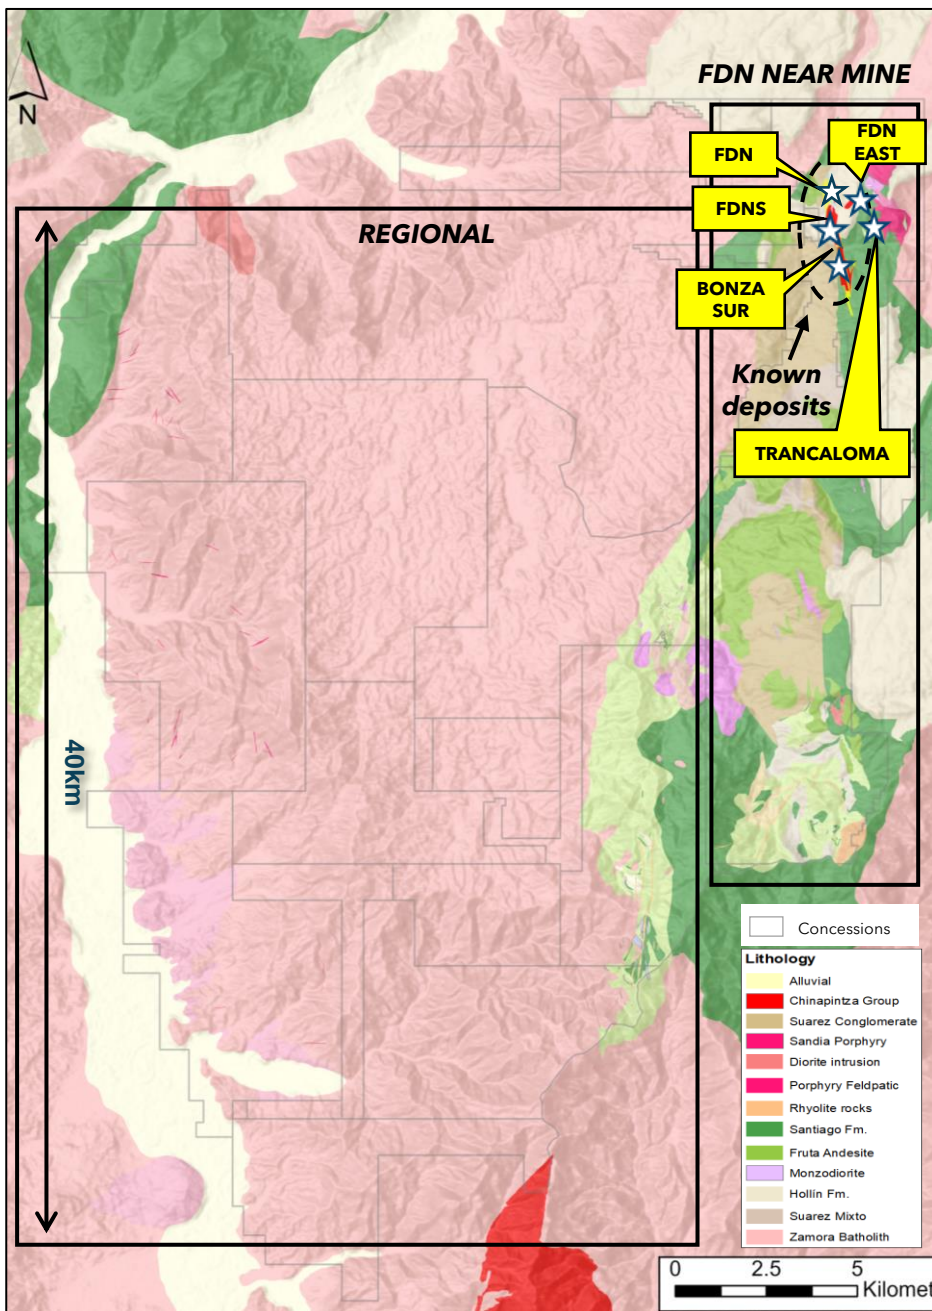 N
FDN NEAR MINE
FDN
EAST
FDN
FDNS
REGIONAL
BONZA
SUR
Known
deposits
TRANCALOMA
40km
Concessions
Lithology
Alluvial
Chinapintza Group
Suarez Conglomerate
Sandia Porphyry
Diorite intrusion
Porphyry Feldpatic
Rhyolite rocks
Santiago Fm.
Fruta Andesite
Monzodiorite
Hollín Fm.
Suarez Mixto
Zamora Batholith
0 2.5 5
Kilomet